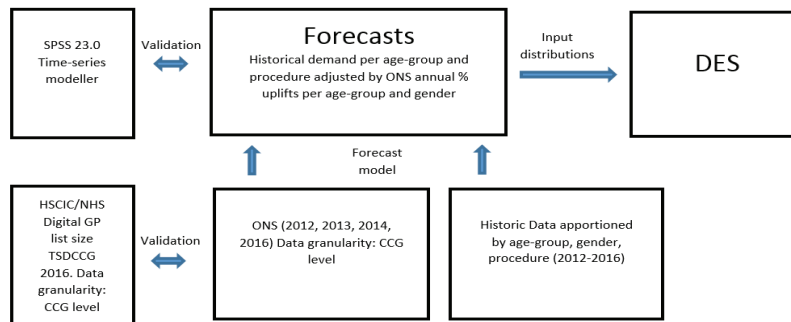 SPSS 23.0
Time-series
modeller
Validation
Forecasts
Historical demand per age-group and
procedure adjusted by ONS annual %
uplifts per age-group and gender
Input
distributions
DES
Forecast
model
HSCIC/NHS
Digital GP
list size
TSDCCG
2016. Data
granularity:
CCG level
Validation
ONS (2012, 2013, 2014,
2016) Data granularity: CCG
level
Historic Data apportioned
by age-group, gender,
procedure (2012-2016)